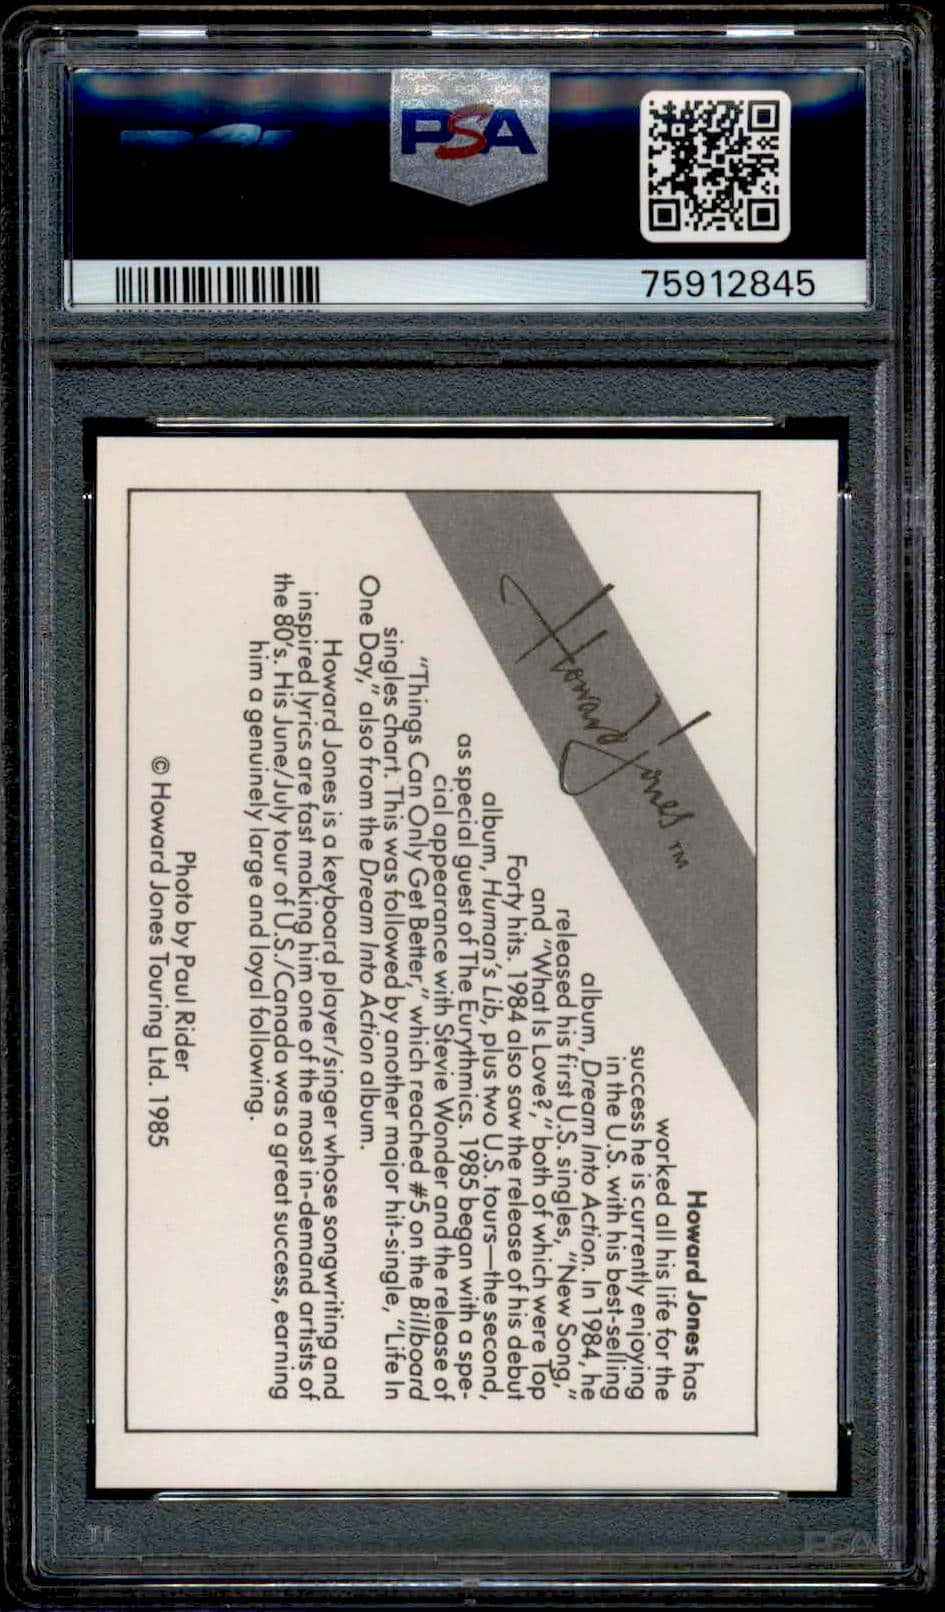 PSA
75912845
Howard Jones ™
Howard Jones has
worked all his life for the
success he is currently enjoying
in the U.S. with his best-selling
album, Dream Into Action. In 1984, he
released his first U.S. singles, "New Song,"
and "What Is Love?," both of which were Top
Forty hits. 1984 also saw the release of his debut
album, Human's Lib, plus two U.S. tours—the second,
as special guest of The Eurythmics. 1985 began with a spe-
cial appearance with Stevie Wonder and the release of
"Things Can Only Get Better," which reached #5 on the Billboard
singles chart. This was followed by another major hit-single, "Life In
One Day," also from the Dream Into Action album.
Howard Jones is a keyboard player/singer whose songwriting and
inspired lyrics are fast making him one of the most in-demand artists of
the 80's. His June/July tour of U.S./Canada was a great success, earning
him a genuinely large and loyal following.
Photo by Paul Rider
© Howard Jones Touring Ltd. 1985
PSA